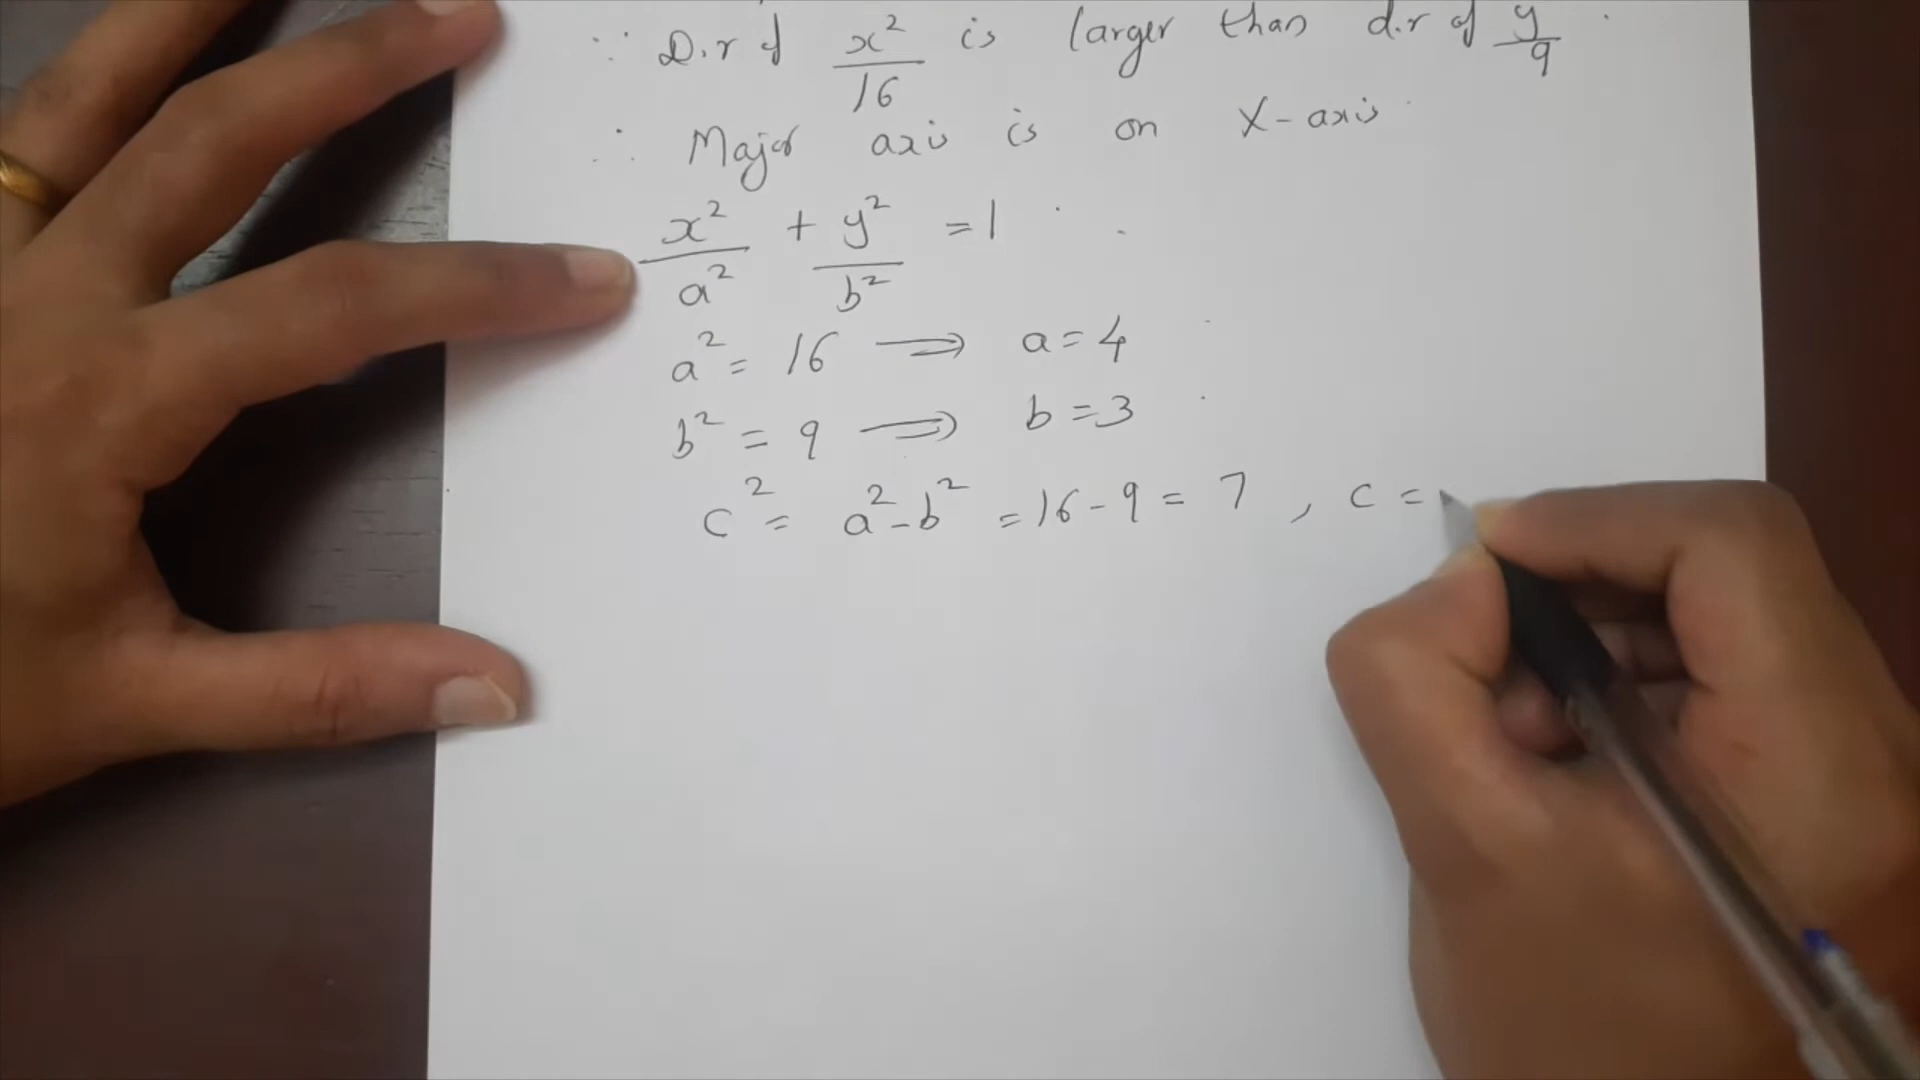 ∵ D.r of x²/16 is larger than d.r of y/9.
∴ Major axis is on X-axis
x²/a² + y²/b² = 1
a² = 16 ⟹ a = 4
b² = 9 ⟹ b = 3
c² = a² - b² = 16 - 9 = 7 , c =